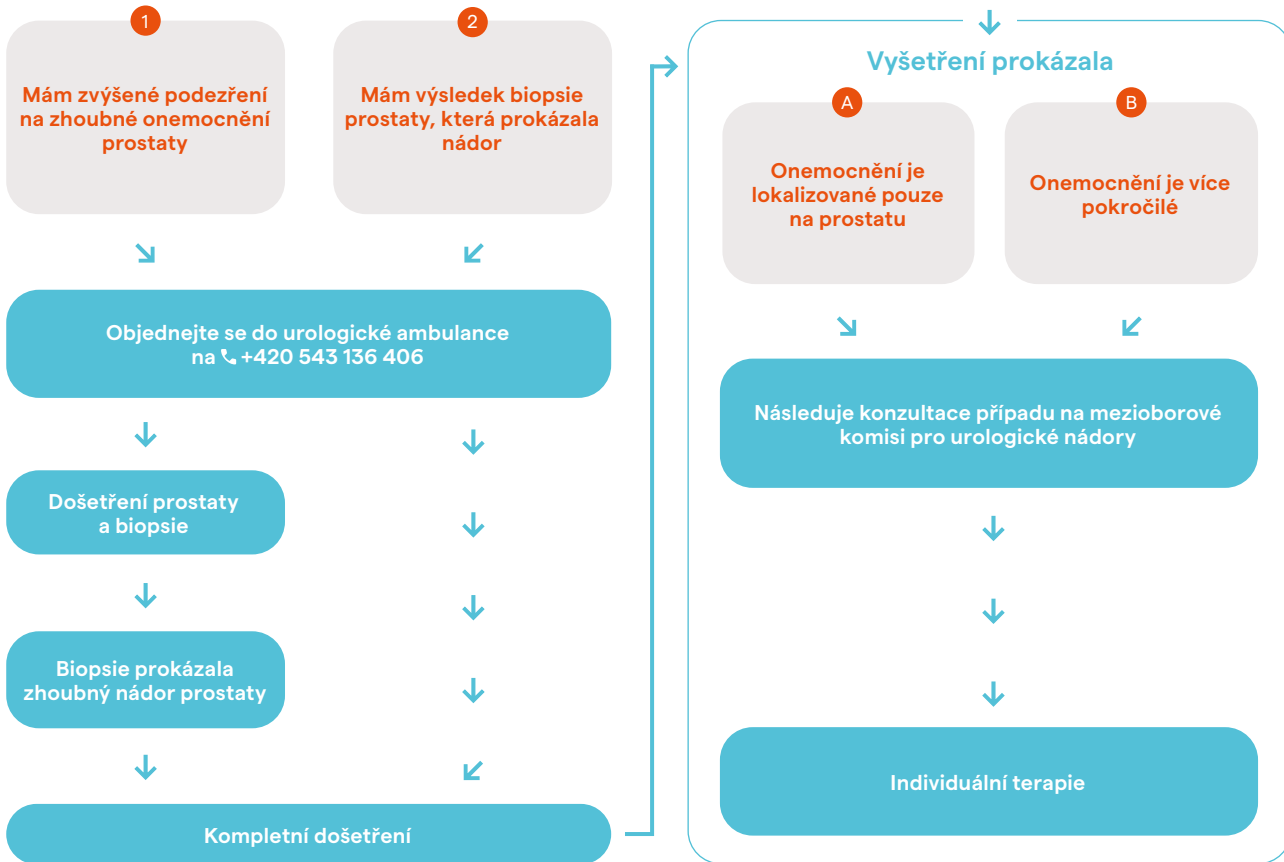 1
Mám zvýšené podezření
na zhoubné onemocnění
prostaty
2
Mám výsledek biopsie
prostaty, která prokázala
nádor
Objednejte se do urologické ambulance
na +420 543 136 406
Došetření prostaty
a biopsie
Biopsie prokázala
zhoubný nádor prostaty
Kompletní došetření
Vyšetření prokázala
A
Onemocnění je
lokalizované pouze
na prostatu
B
Onemocnění je více
pokročilé
Následuje konzultace případu na mezioborové
komisi pro urologické nádory
Individuální terapie